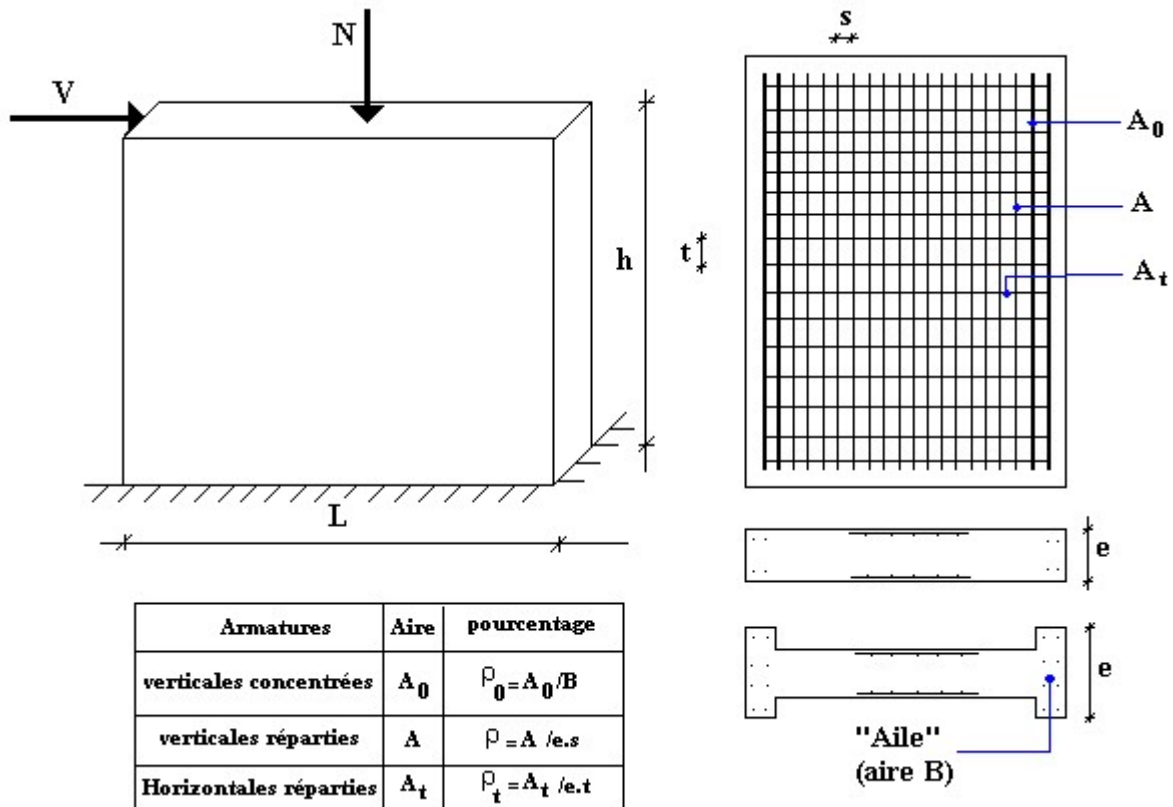 N
V
h
L
s
t
A0
A
At
e
e
"Aile"
(aire B)
Armatures Aire pourcentage
verticales concentrées A0 ρ0=A0/B
verticales réparties A ρ =A /e.s
Horizontales réparties At ρt=At /e.t